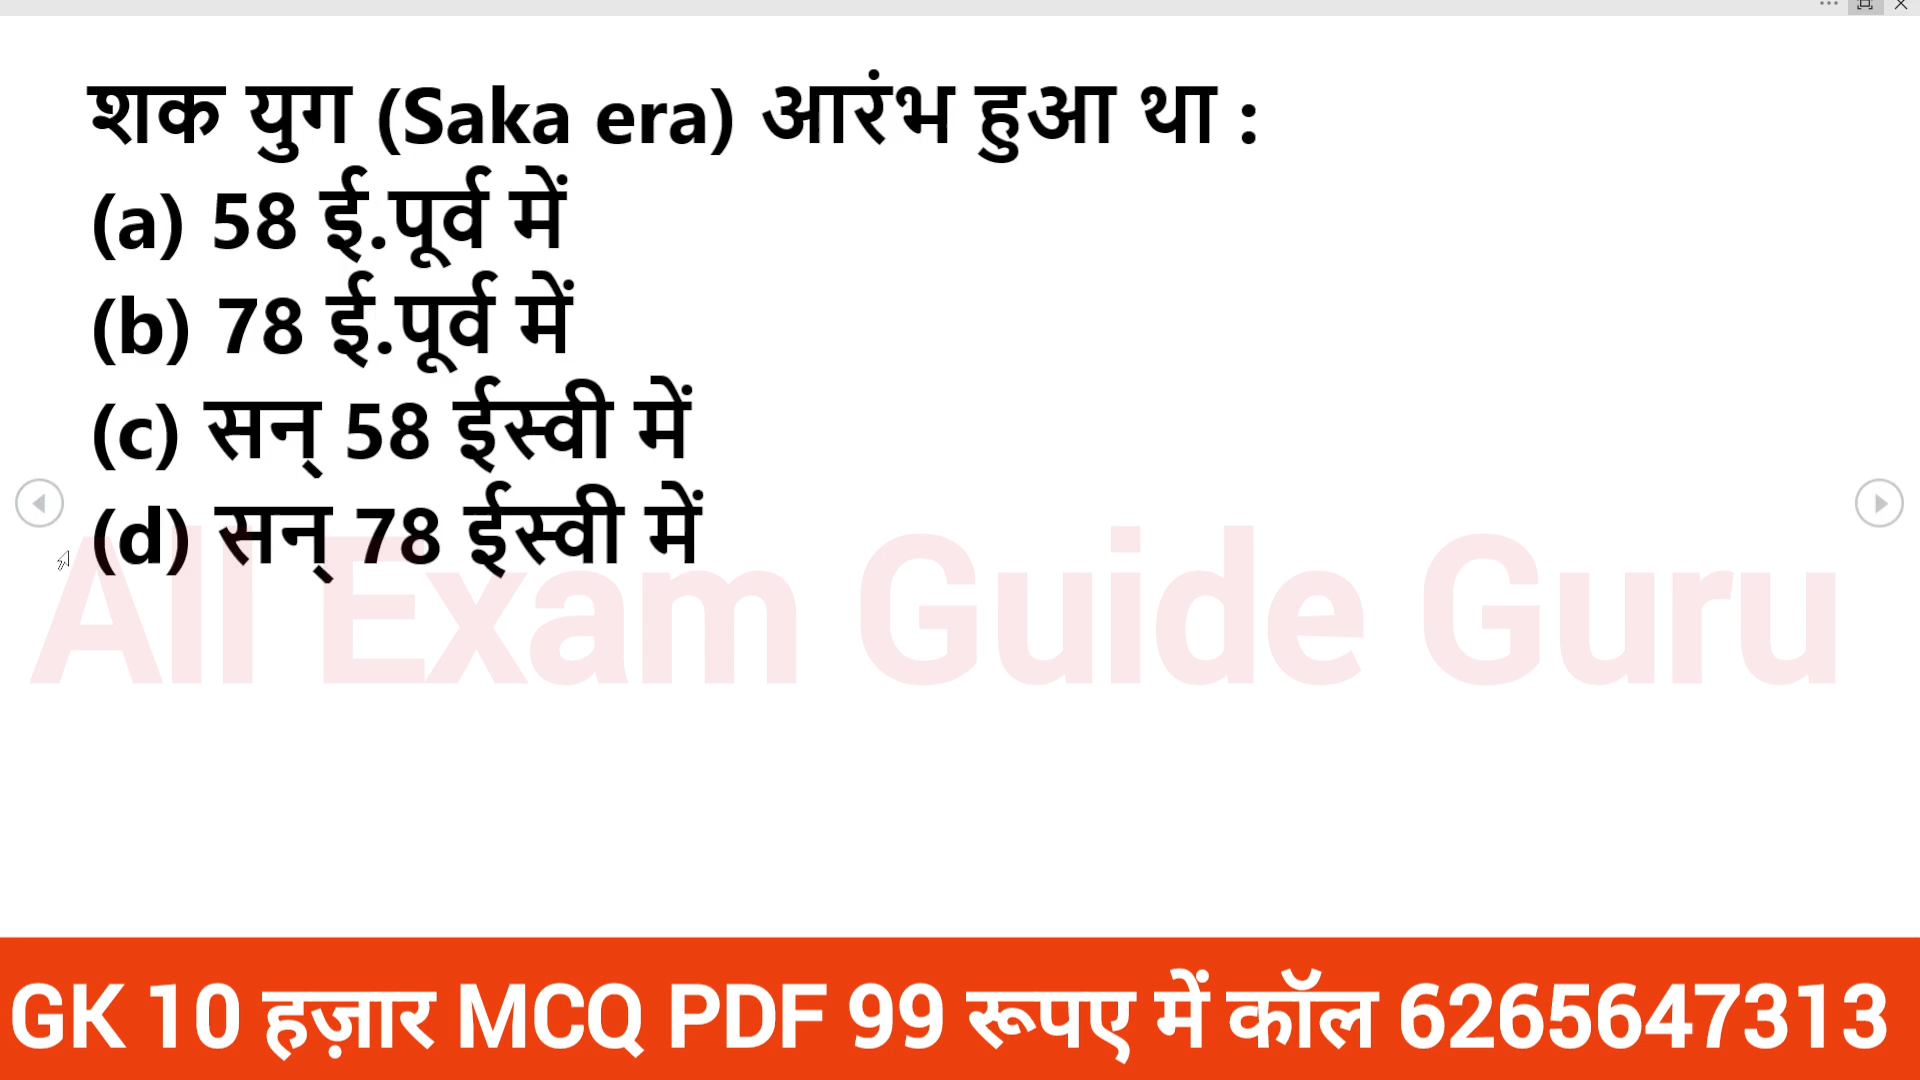 शक युग (Saka era) आरंभ हुआ था :
(a) 58 ई.पूर्व में
(b) 78 ई.पूर्व में
(c) सन् 58 ईस्वी में
(d) सन् 78 ईस्वी में
All Exam Guide Guru
GK 10 हज़ार MCQ PDF 99 रूपए में कॉल 6265647313